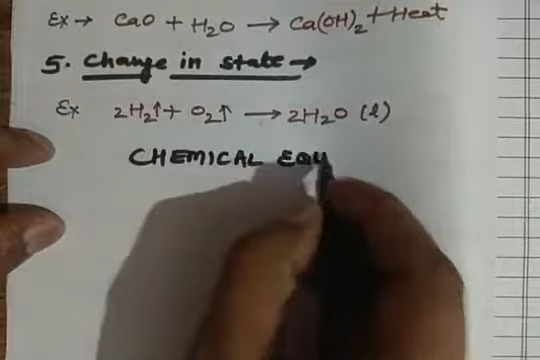 Ex → CaO + H₂O → Ca(OH)₂ + Heat
5. Change in state →
Ex 2H₂↑ + O₂↑ → 2H₂O (l)
CHEMICAL EQU